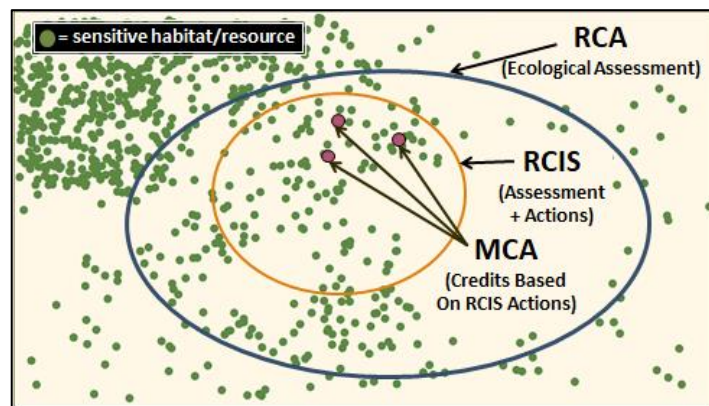 = sensitive habitat/resource
RCA
(Ecological Assessment)
RCIS
(Assessment
+ Actions)
MCA
(Credits Based
On RCIS Actions)